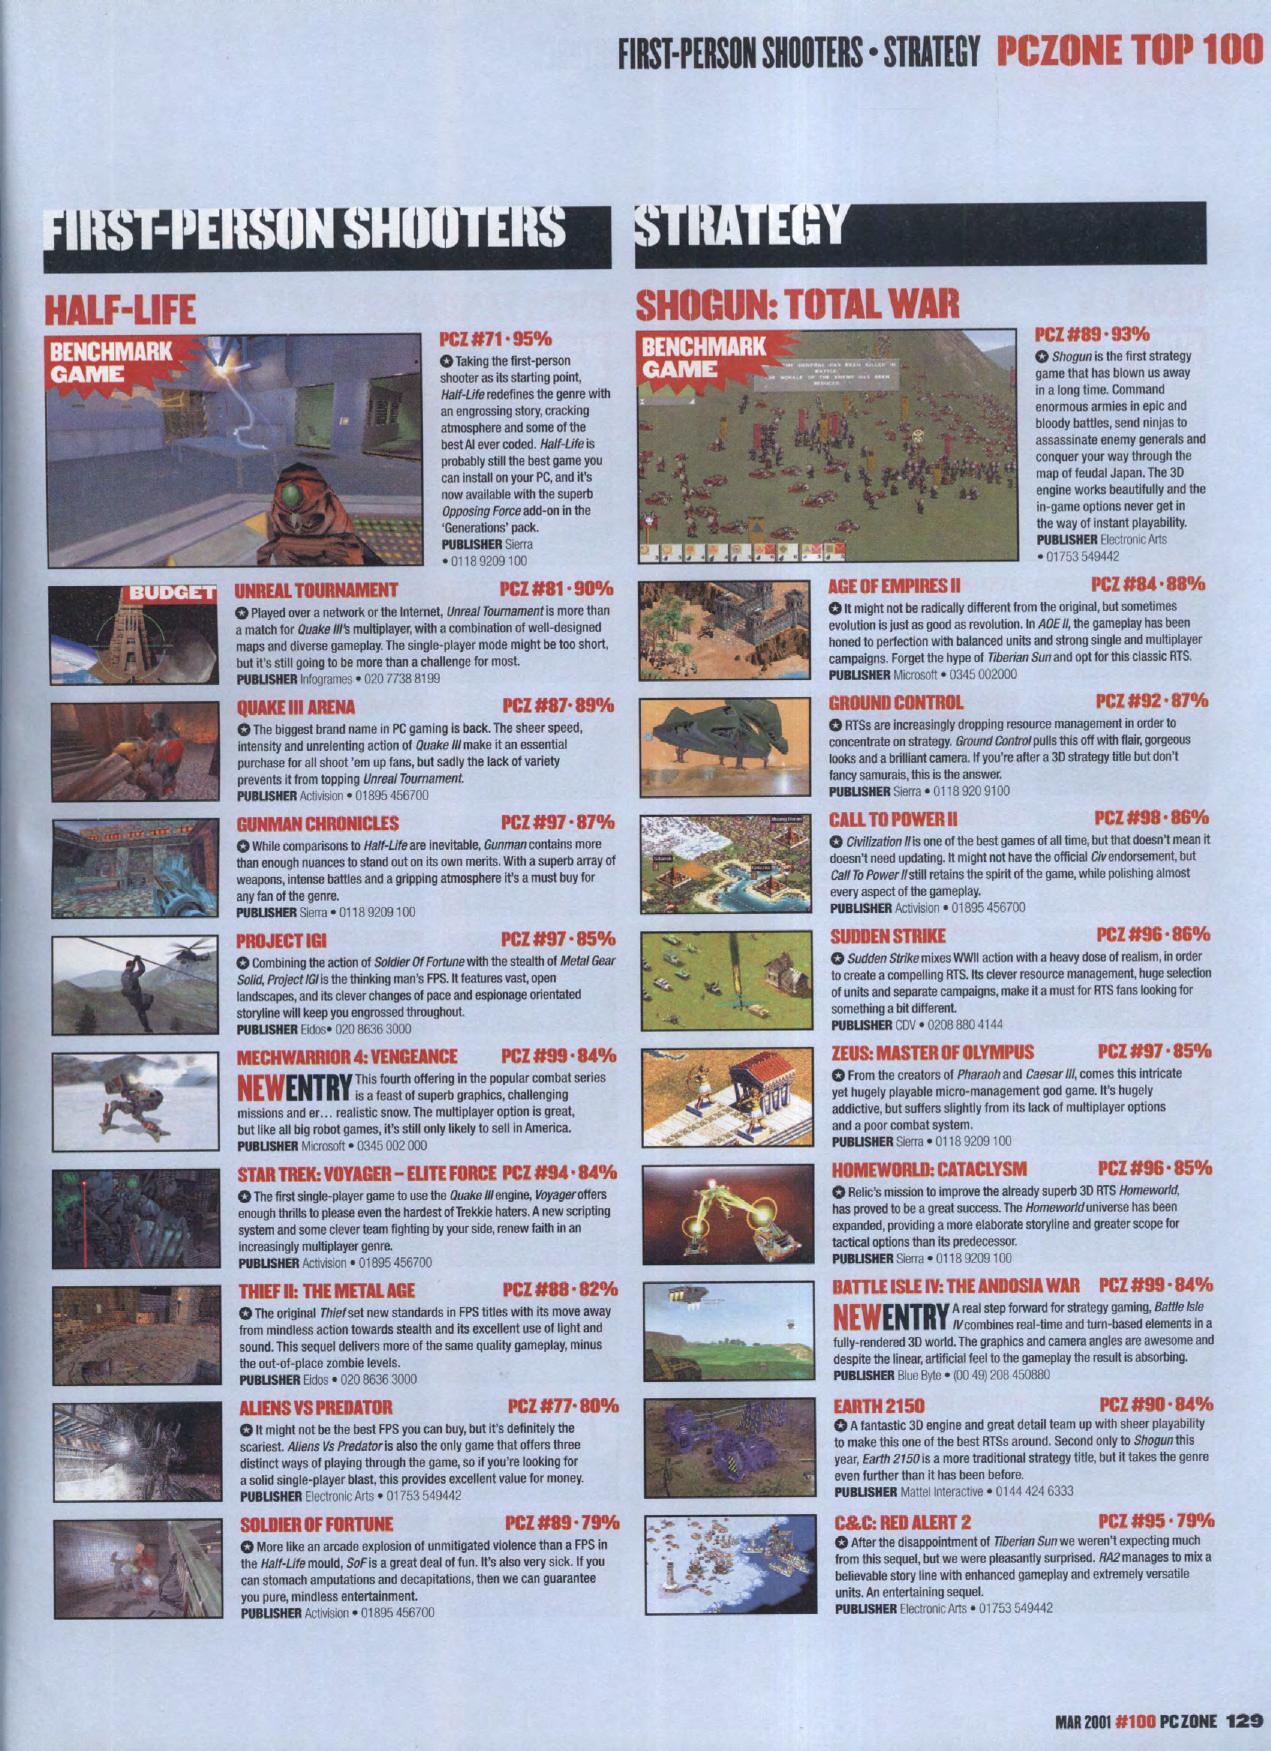 FIRST-PERSON SHOOTERS • STRATEGY PCZONE TOP 100
FIRST-PERSON SHOOTERS
HALF-LIFE
BENCHMARK
GAME
PCZ #71 • 95%
✪ Taking the first-person
shooter as its starting point,
Half-Life redefines the genre with
an engrossing story, cracking
atmosphere and some of the
best AI ever coded. Half-Life is
probably still the best game you
can install on your PC, and it's
now available with the superb
Opposing Force add-on in the
'Generations' pack.
PUBLISHER Sierra
• 0118 9209 100
BUDGET
UNREAL TOURNAMENT PCZ #81 • 90%
✪ Played over a network or the Internet, Unreal Tournament is more than
a match for Quake III's multiplayer, with a combination of well-designed
maps and diverse gameplay. The single-player mode might be too short,
but it's still going to be more than a challenge for most.
PUBLISHER Infogrames • 020 7738 8199
QUAKE III ARENA PCZ #87 • 89%
✪ The biggest brand name in PC gaming is back. The sheer speed,
intensity and unrelenting action of Quake III make it an essential
purchase for all shoot 'em up fans, but sadly the lack of variety
prevents it from topping Unreal Tournament.
PUBLISHER Activision • 01895 456700
GUNMAN CHRONICLES PCZ #97 • 87%
✪ While comparisons to Half-Life are inevitable, Gunman contains more
than enough nuances to stand out on its own merits. With a superb array of
weapons, intense battles and a gripping atmosphere it's a must buy for
any fan of the genre.
PUBLISHER Sierra • 0118 9209 100
PROJECT IGI PCZ #97 • 85%
✪ Combining the action of Soldier Of Fortune with the stealth of Metal Gear
Solid, Project IGI is the thinking man's FPS. It features vast, open
landscapes, and its clever changes of pace and espionage orientated
storyline will keep you engrossed throughout.
PUBLISHER Eidos • 020 8636 3000
MECHWARRIOR 4: VENGEANCE PCZ #99 • 84%
NEW ENTRY This fourth offering in the popular combat series
is a feast of superb graphics, challenging
missions and er... realistic snow. The multiplayer option is great,
but like all big robot games, it's still only likely to sell in America.
PUBLISHER Microsoft • 0345 002 000
STAR TREK: VOYAGER – ELITE FORCE PCZ #94 • 84%
✪ The first single-player game to use the Quake III engine, Voyager offers
enough thrills to please even the hardest of Trekkie haters. A new scripting
system and some clever team fighting by your side, renew faith in an
increasingly multiplayer genre.
PUBLISHER Activision • 01895 456700
THIEF II: THE METAL AGE PCZ #88 • 82%
✪ The original Thief set new standards in FPS titles with its move away
from mindless action towards stealth and its excellent use of light and
sound. This sequel delivers more of the same quality gameplay, minus
the out-of-place zombie levels.
PUBLISHER Eidos • 020 8636 3000
ALIENS VS PREDATOR PCZ #77 • 80%
✪ It might not be the best FPS you can buy, but it's definitely the
scariest. Aliens Vs Predator is also the only game that offers three
distinct ways of playing through the game, so if you're looking for
a solid single-player blast, this provides excellent value for money.
PUBLISHER Electronic Arts • 01753 549442
SOLDIER OF FORTUNE PCZ #89 • 79%
✪ More like an arcade explosion of unmitigated violence than a FPS in
the Half-Life mould, SoF is a great deal of fun. It's also very sick. If you
can stomach amputations and decapitations, then we can guarantee
you pure, mindless entertainment.
PUBLISHER Activision • 01895 456700
STRATEGY
SHOGUN: TOTAL WAR
BENCHMARK
GAME
PCZ #89 • 93%
✪ Shogun is the first strategy
game that has blown us away
in a long time. Command
enormous armies in epic and
bloody battles, send ninjas to
assassinate enemy generals and
conquer your way through the
map of feudal Japan. The 3D
engine works beautifully and the
in-game options never get in
the way of instant playability.
PUBLISHER Electronic Arts
• 01753 549442
AGE OF EMPIRES II PCZ #84 • 88%
✪ It might not be radically different from the original, but sometimes
evolution is just as good as revolution. In AOE II, the gameplay has been
honed to perfection with balanced units and strong single and multiplayer
campaigns. Forget the hype of Tiberian Sun and opt for this classic RTS.
PUBLISHER Microsoft • 0345 002000
GROUND CONTROL PCZ #92 • 87%
✪ RTSs are increasingly dropping resource management in order to
concentrate on strategy. Ground Control pulls this off with flair, gorgeous
looks and a brilliant camera. If you're after a 3D strategy title but don't
fancy samurais, this is the answer.
PUBLISHER Sierra • 0118 920 9100
CALL TO POWER II PCZ #98 • 86%
✪ Civilization II is one of the best games of all time, but that doesn't mean it
doesn't need updating. It might not have the official Civ endorsement, but
Call To Power II still retains the spirit of the game, while polishing almost
every aspect of the gameplay.
PUBLISHER Activision • 01895 456700
SUDDEN STRIKE PCZ #96 • 86%
✪ Sudden Strike mixes WWII action with a heavy dose of realism, in order
to create a compelling RTS. Its clever resource management, huge selection
of units and separate campaigns, make it a must for RTS fans looking for
something a bit different.
PUBLISHER CDV • 0208 880 4144
ZEUS: MASTER OF OLYMPUS PCZ #97 • 85%
✪ From the creators of Pharaoh and Caesar III, comes this intricate
yet hugely playable micro-management god game. It's hugely
addictive, but suffers slightly from its lack of multiplayer options
and a poor combat system.
PUBLISHER Sierra • 0118 9209 100
HOMEWORLD: CATACLYSM PCZ #96 • 85%
✪ Relic's mission to improve the already superb 3D RTS Homeworld,
has proved to be a great success. The Homeworld universe has been
expanded, providing a more elaborate storyline and greater scope for
tactical options than its predecessor.
PUBLISHER Sierra • 0118 9209 100
BATTLE ISLE IV: THE ANDOSIA WAR PCZ #99 • 84%
NEW ENTRY A real step forward for strategy gaming, Battle Isle
IV combines real-time and turn-based elements in a
fully-rendered 3D world. The graphics and camera angles are awesome and
despite the linear, artificial feel to the gameplay the result is absorbing.
PUBLISHER Blue Byte • (00 49) 208 450880
EARTH 2150 PCZ #90 • 84%
✪ A fantastic 3D engine and great detail team up with sheer playability
to make this one of the best RTSs around. Second only to Shogun this
year, Earth 2150 is a more traditional strategy title, but it takes the genre
even further than it has been before.
PUBLISHER Mattel Interactive • 0144 424 6333
C&C: RED ALERT 2 PCZ #95 • 79%
✪ After the disappointment of Tiberian Sun we weren't expecting much
from this sequel, but we were pleasantly surprised. RA2 manages to mix a
believable story line with enhanced gameplay and extremely versatile
units. An entertaining sequel.
PUBLISHER Electronic Arts • 01753 549442
MAR 2001 #100 PCZONE 129